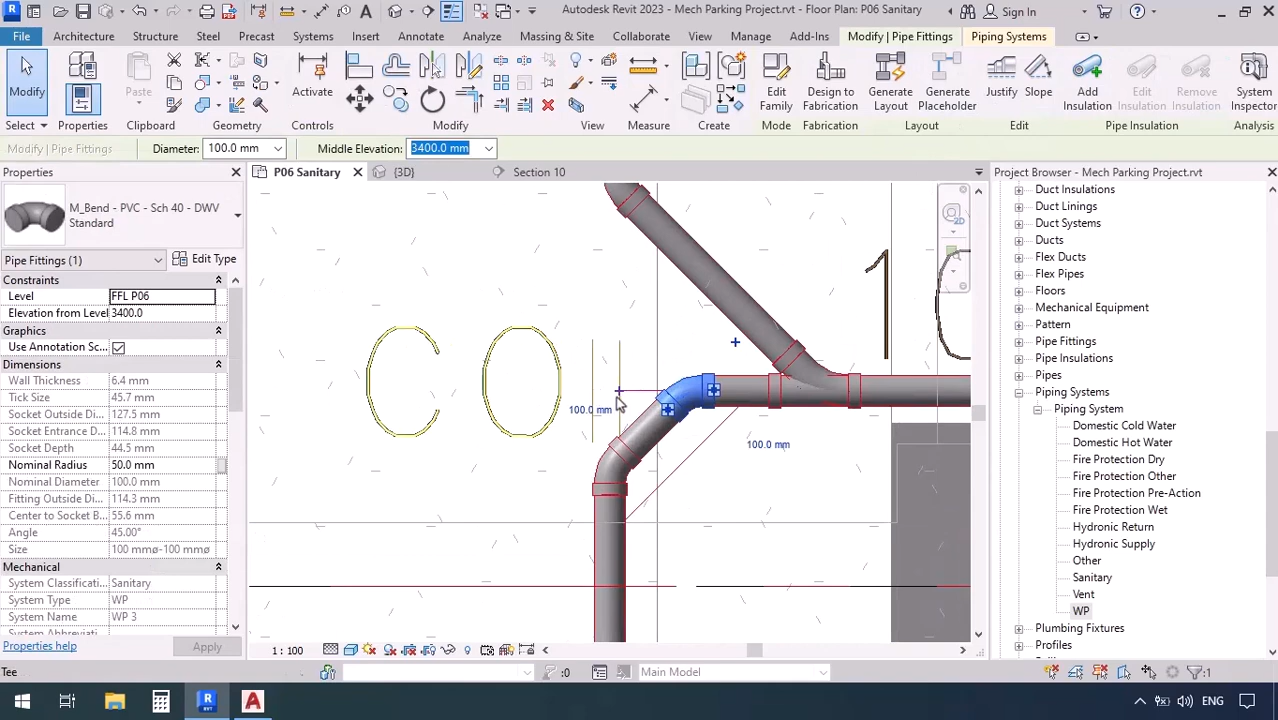 Autodesk Revit 2023 - Mech Parking Project.rvt - Floor Plan: P06 Sanitary
Sign In
File Architecture Structure Steel Precast Systems Insert Annotate Analyze Massing & Site Collaborate View Manage Add-Ins Modify | Pipe Fittings Piping Systems
Modify
Paste
Activate
Edit Family
Design to Fabrication
Generate Layout
Generate Placeholder
Justify
Slope
Add Insulation
Edit Insulation
Remove Insulation
System Inspector
Select Properties Clipboard Geometry Controls Modify View Measure Create Mode Fabrication Layout Edit Pipe Insulation Analysis
Modify | Pipe Fittings Diameter: 100.0 mm Middle Elevation: 3400.0 mm
Properties
P06 Sanitary {3D} Section 10
Project Browser - Mech Parking Project.rvt
M_Bend - PVC - Sch 40 - DWV
Standard
Pipe Fittings (1) Edit Type
Constraints
Level FFL P06
Elevation from Level 3400.0
Graphics
Use Annotation Sc...
Dimensions
Wall Thickness 6.4 mm
Tick Size 45.7 mm
Socket Outside Di... 127.5 mm
Socket Entrance D... 114.8 mm
Socket Depth 44.5 mm
Nominal Radius 50.0 mm
Nominal Diameter 100.0 mm
Fitting Outside Di... 114.3 mm
Center to Socket B... 55.6 mm
Angle 45.00°
Size 100 mmø-100 mmø
Mechanical
System Classificati... Sanitary
System Type WP
System Name WP 3
System Abbreviati...
Properties help Apply
CO
10
100.0 mm
100.0 mm
2D
Duct Insulations
Duct Linings
Duct Systems
Ducts
Flex Ducts
Flex Pipes
Floors
Mechanical Equipment
Pattern
Pipe Fittings
Pipe Insulations
Pipes
Piping Systems
Piping System
Domestic Cold Water
Domestic Hot Water
Fire Protection Dry
Fire Protection Other
Fire Protection Pre-Action
Fire Protection Wet
Hydronic Return
Hydronic Supply
Other
Sanitary
Vent
WP
Plumbing Fixtures
Profiles
1 : 100
Tee :0 Main Model :1
ENG